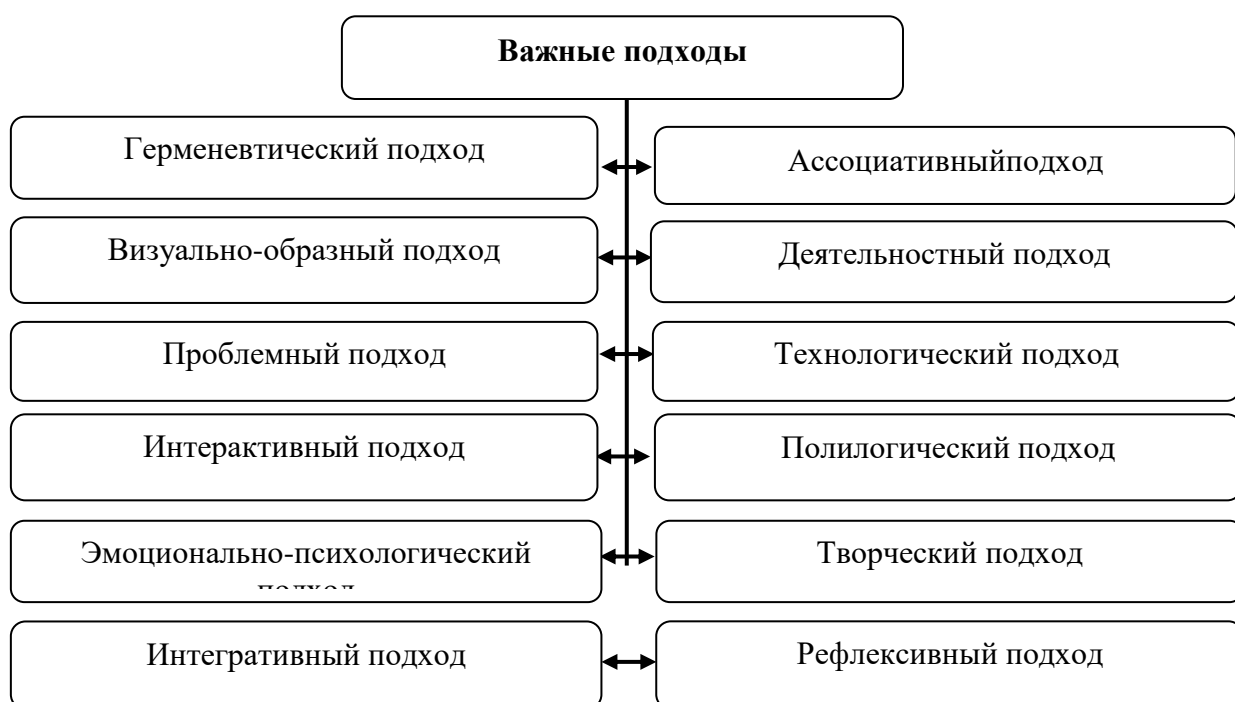 Важные подходы
Герменевтический подход
Ассоциативныйподход
Визуально-образный подход
Деятельностный подход
Проблемный подход
Технологический подход
Интерактивный подход
Полилогический подход
Эмоционально-психологический
подход
Творческий подход
Интегративный подход
Рефлексивный подход